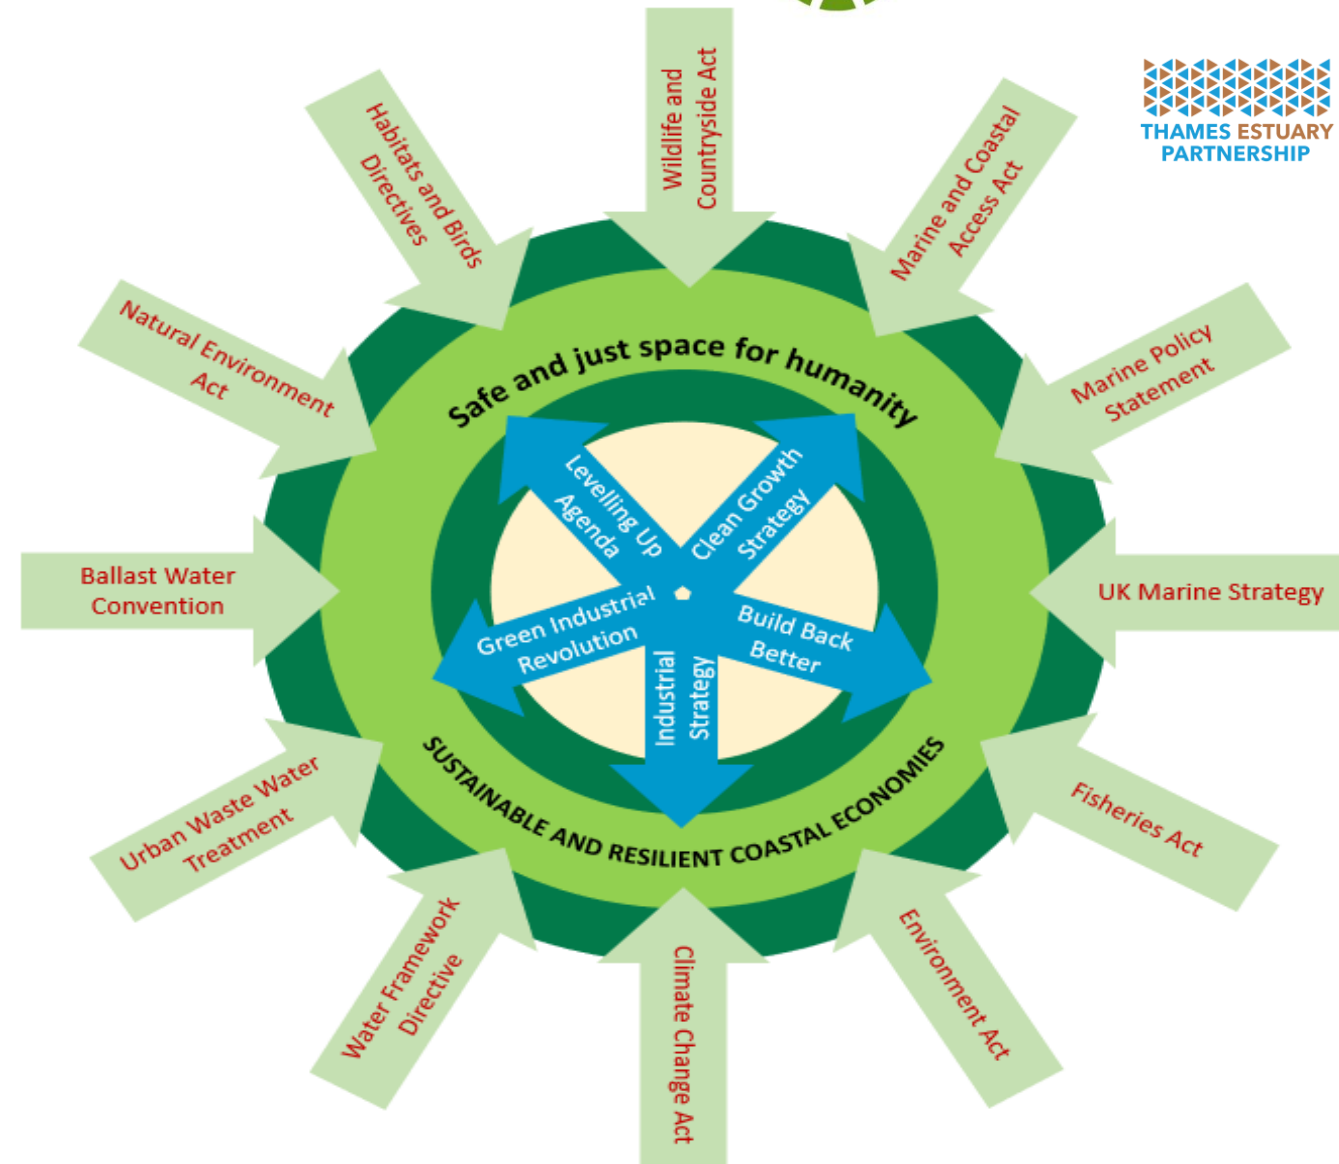 Wildlife and
Countryside Act
Habitats and Birds
Directives
Marine and Coastal
Access Act
THAMES ESTUARY
PARTNERSHIP
Natural Environment
Act
Marine Policy
Statement
Safe and just space for humanity
Levelling Up
Agenda
Clean Growth
Strategy
Ballast Water
Convention
UK Marine Strategy
Green Industrial
Revolution
Build Back
Better
Industrial
Strategy
SUSTAINABLE AND RESILIENT COASTAL ECONOMIES
Urban Waste Water
Treatment
Fisheries Act
Water Framework
Directive
Climate Change Act
Environment Act